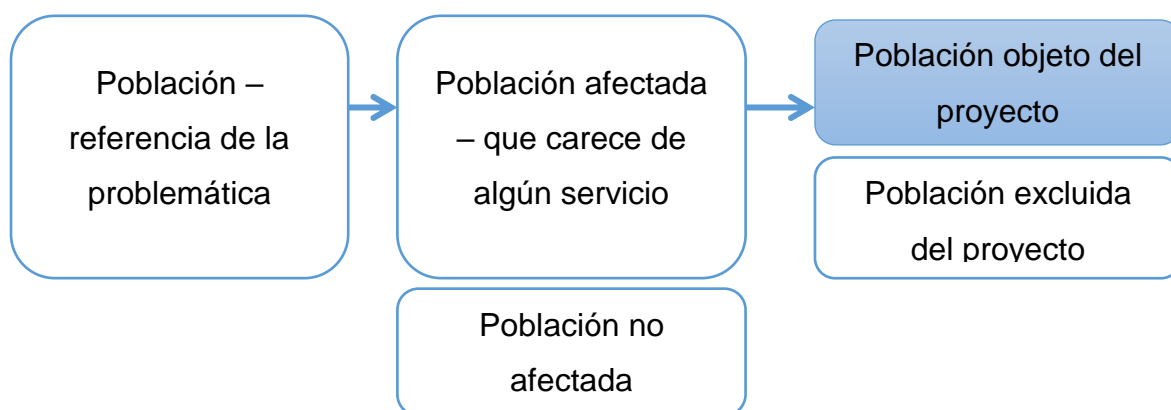 Población –
referencia de la
problemática
Población afectada
– que carece de
algún servicio
Población no
afectada
Población objeto del
proyecto
Población excluida
del proyecto